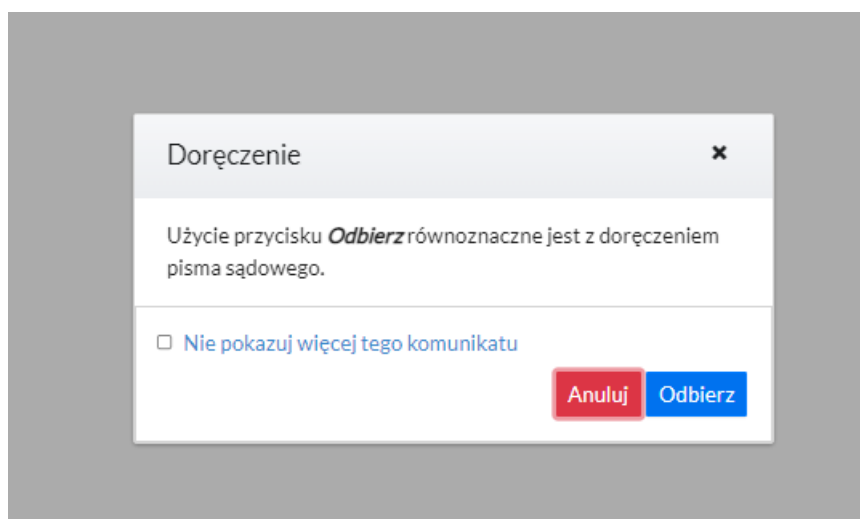 Doręczenie
Użycie przycisku Odbierz równoznaczne jest z doręczeniem
pisma sądowego.
Nie pokazuj więcej tego komunikatu
Anuluj Odbierz